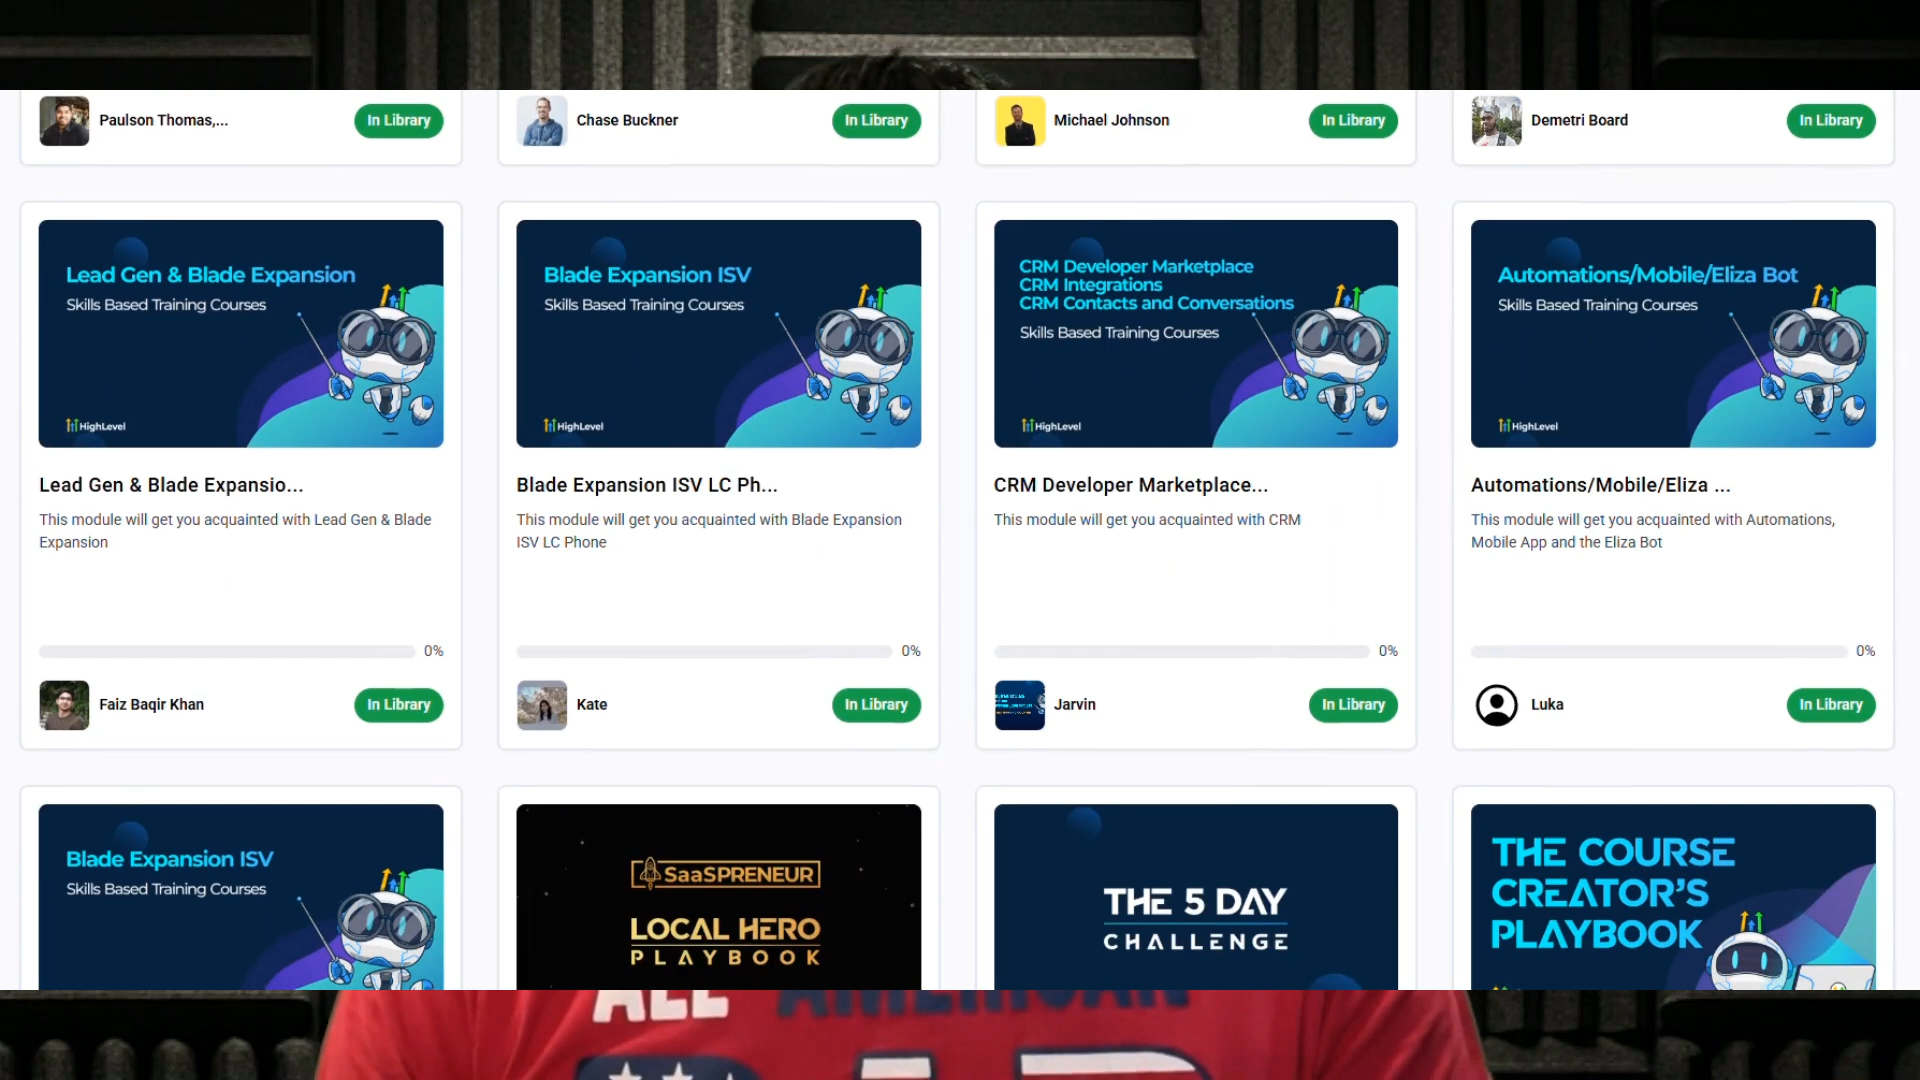 Paulson Thomas,...
In Library
Chase Buckner
In Library
Michael Johnson
In Library
Demetri Board
In Library
Lead Gen & Blade Expansion
Skills Based Training Courses
HighLevel
Lead Gen & Blade Expansio...
This module will get you acquainted with Lead Gen & Blade
Expansion
0%
Faiz Baqir Khan
In Library
Blade Expansion ISV
Skills Based Training Courses
HighLevel
Blade Expansion ISV LC Ph...
This module will get you acquainted with Blade Expansion
ISV LC Phone
0%
Kate
In Library
CRM Developer Marketplace
CRM Integrations
CRM Contacts and Conversations
Skills Based Training Courses
HighLevel
CRM Developer Marketplace...
This module will get you acquainted with CRM
0%
Jarvin
In Library
Automations/Mobile/Eliza Bot
Skills Based Training Courses
HighLevel
Automations/Mobile/Eliza ...
This module will get you acquainted with Automations,
Mobile App and the Eliza Bot
0%
Luka
In Library
Blade Expansion ISV
Skills Based Training Courses
SaaSPRENEUR
LOCAL HERO
PLAYBOOK
THE 5 DAY
CHALLENGE
THE COURSE
CREATOR'S
PLAYBOOK
ALL AMERICAN